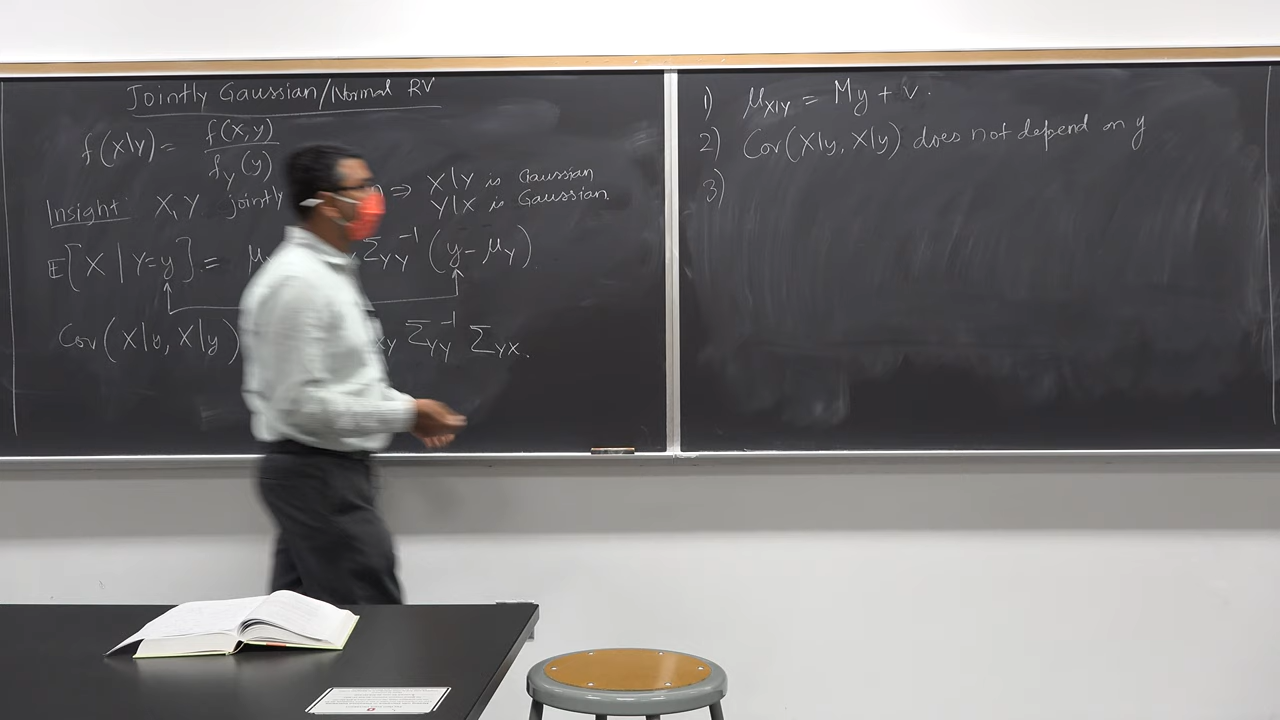 Jointly Gaussian/Normal RV
f(x|y) = f(x,y) / f_Y(y)
Insight: X, Y jointly ⇒ X|y is Gaussian
Y|x is Gaussian.
E[X | Y=y] = Σ_YY^-1 (y - μ_Y).
Cov(X|y, X|y) Σ_YY^-1 Σ_YX.
1) μ_X|Y = My + v.
2) Cov(X|y, X|y) does not depend on y
3)